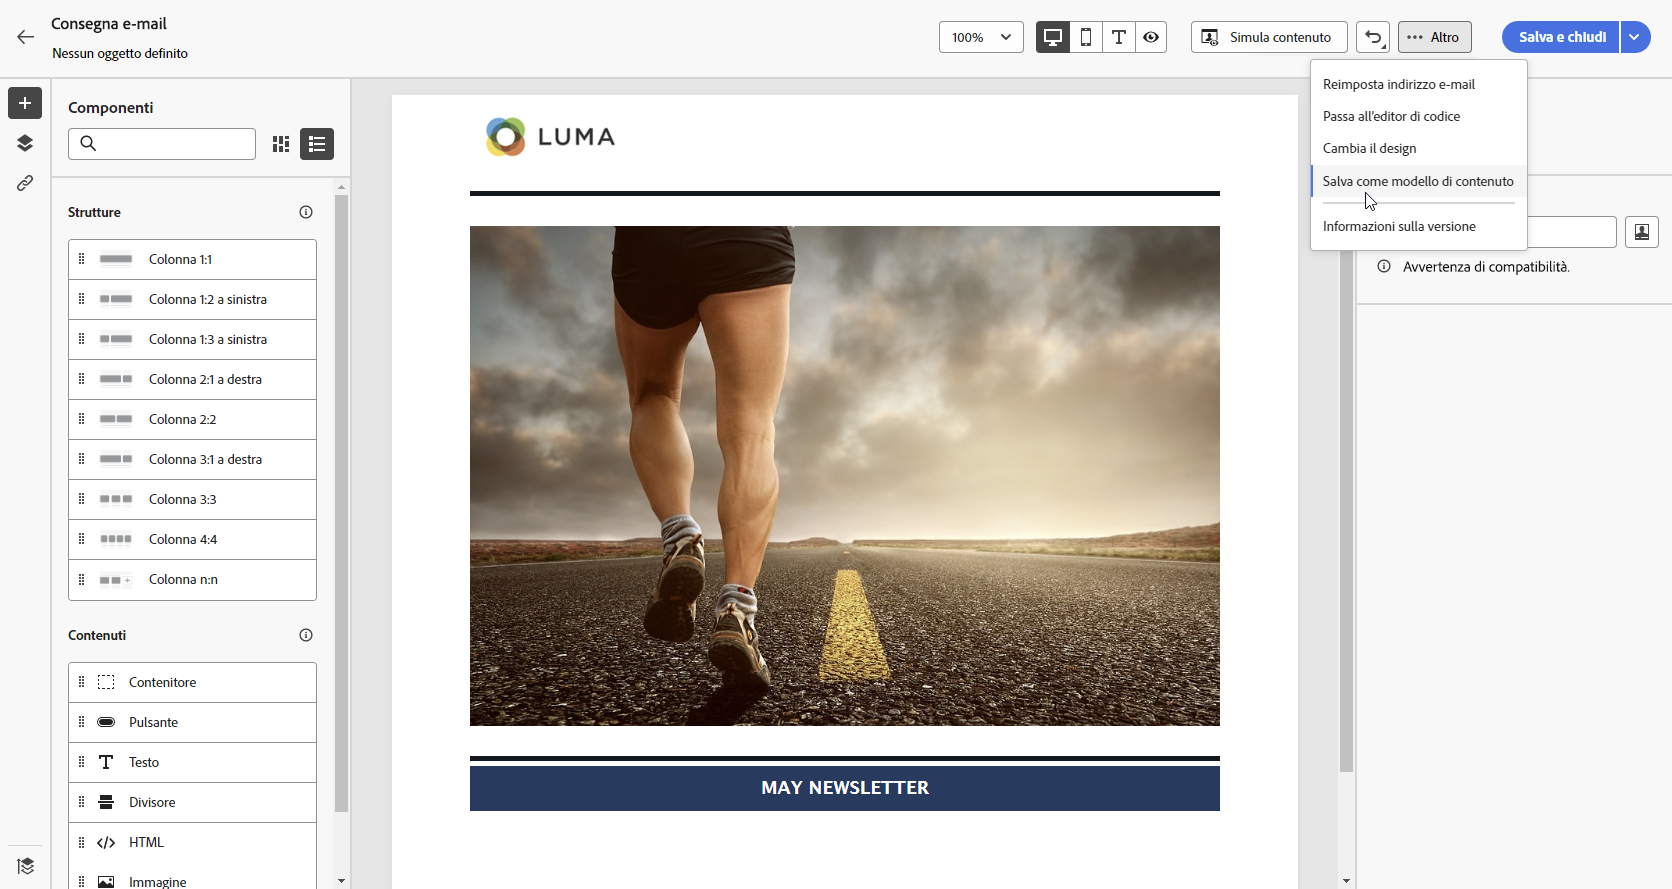 Consegna e-mail
Nessun oggetto definito
100%
Simula contenuto
Altro
Salva e chiudi
Reimposta indirizzo e-mail
Passa all'editor di codice
Cambia il design
Salva come modello di contenuto
Informazioni sulla versione
Avvertenza di compatibilità.
Componenti
Strutture
Colonna 1:1
Colonna 1:2 a sinistra
Colonna 1:3 a sinistra
Colonna 2:1 a destra
Colonna 2:2
Colonna 3:1 a destra
Colonna 3:3
Colonna 4:4
Colonna n:n
Contenuti
Contenitore
Pulsante
Testo
Divisore
HTML
Immagine
LUMA
MAY NEWSLETTER